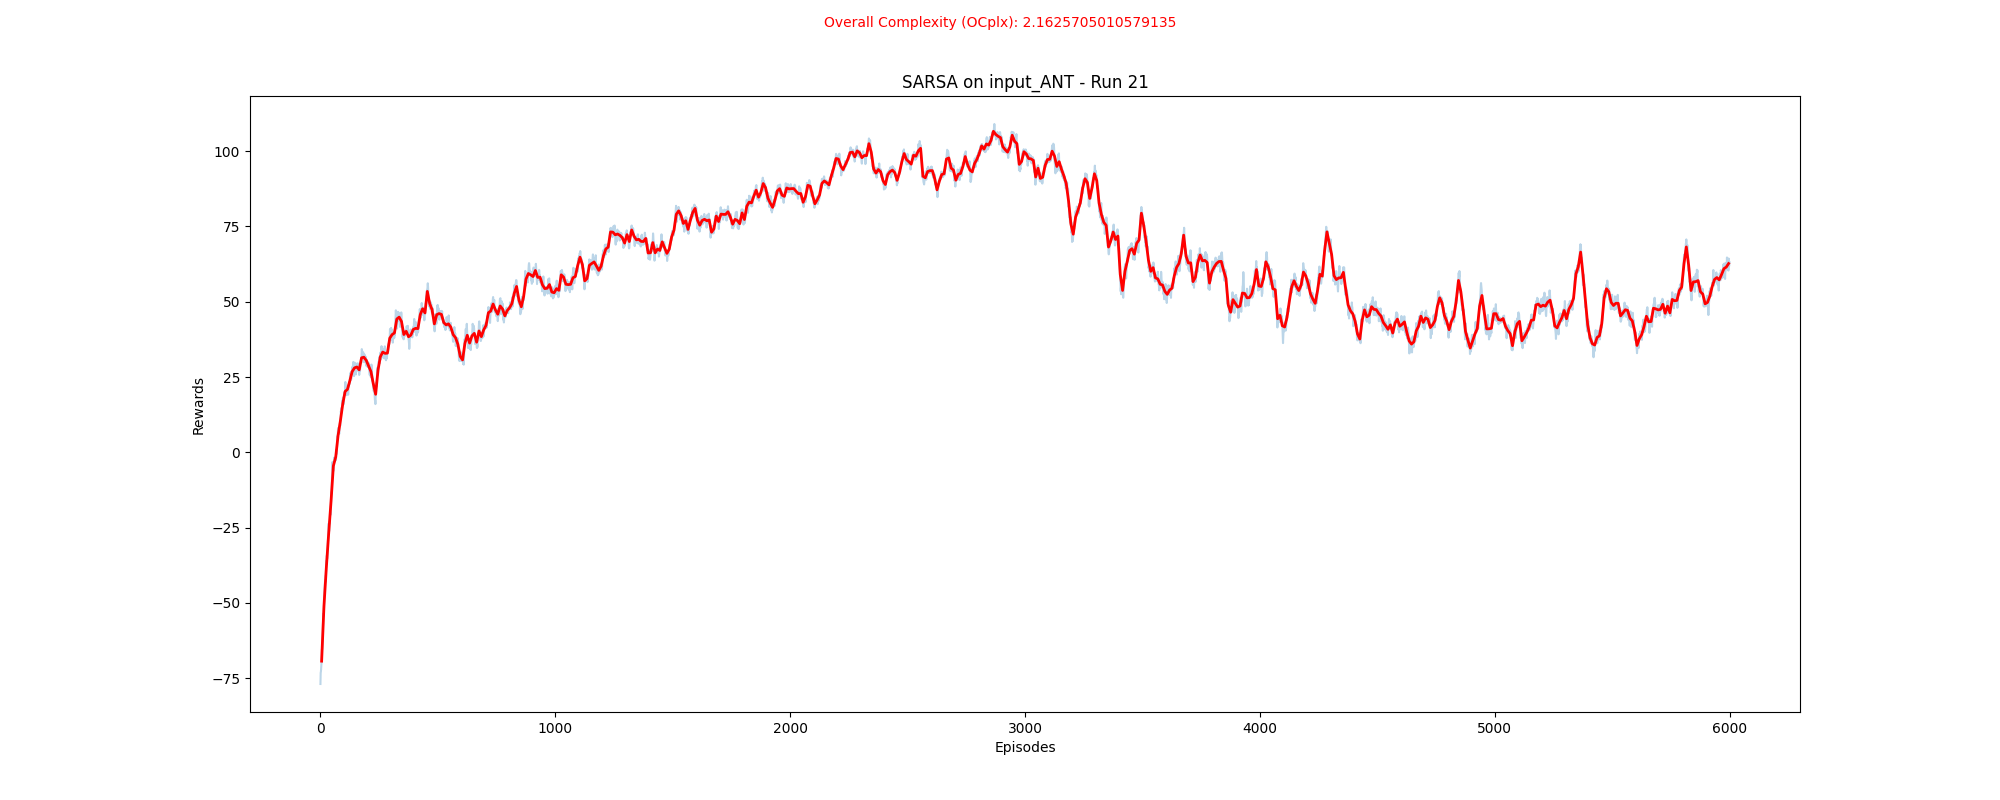 Overall Complexity (OCplx): 2.1625705010579135
SARSA on input_ANT - Run 21
100
75
50
25
0
−25
−50
−75
Rewards
0 1000 2000 3000 4000 5000 6000
Episodes